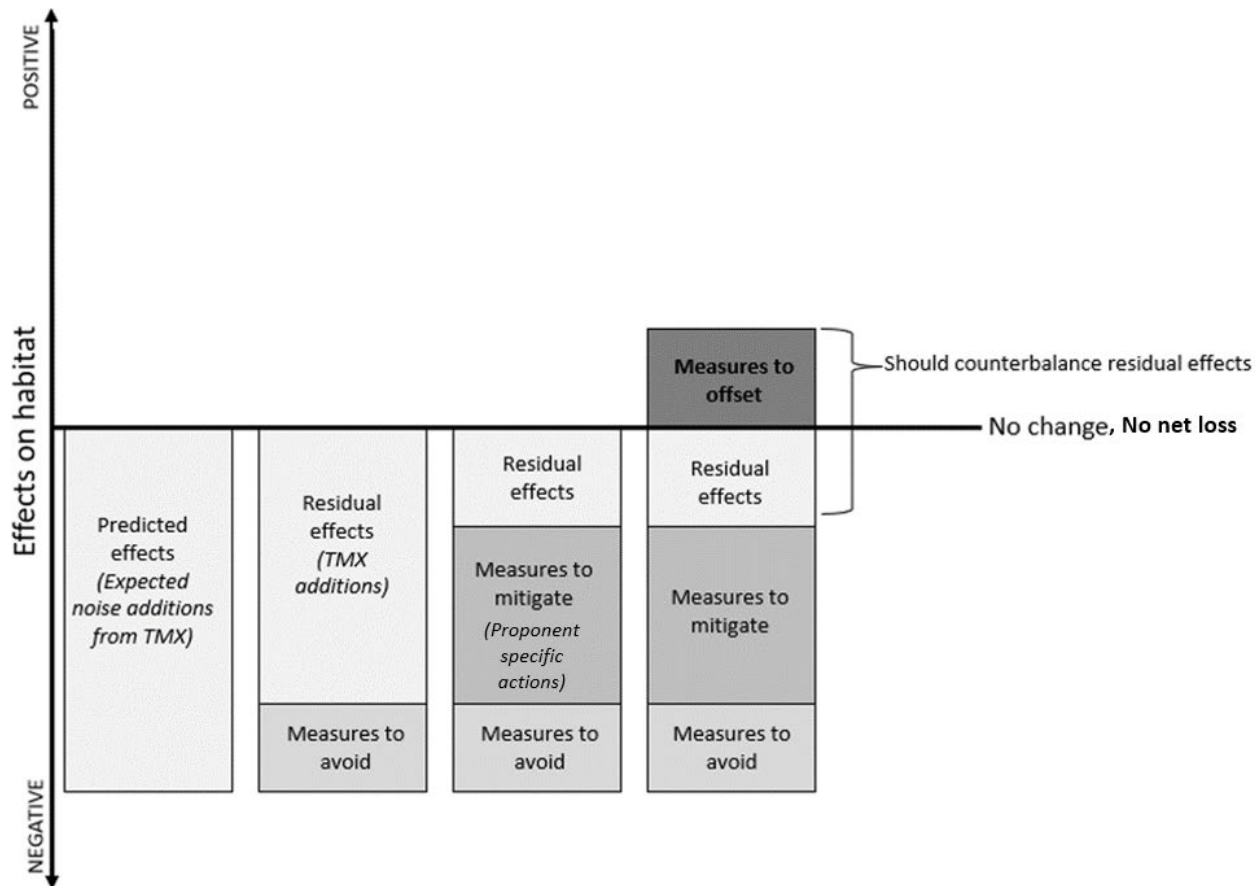 POSITIVE
Effects on habitat
NEGATIVE
Predicted
effects
(Expected
noise additions
from TMX)
Residual
effects
(TMX
additions)
Measures to
avoid
Residual
effects
Measures to
mitigate
(Proponent
specific
actions)
Measures to
avoid
Measures to
offset
Residual
effects
Measures to
mitigate
Measures to
avoid
Should counterbalance residual effects
No change, No net loss